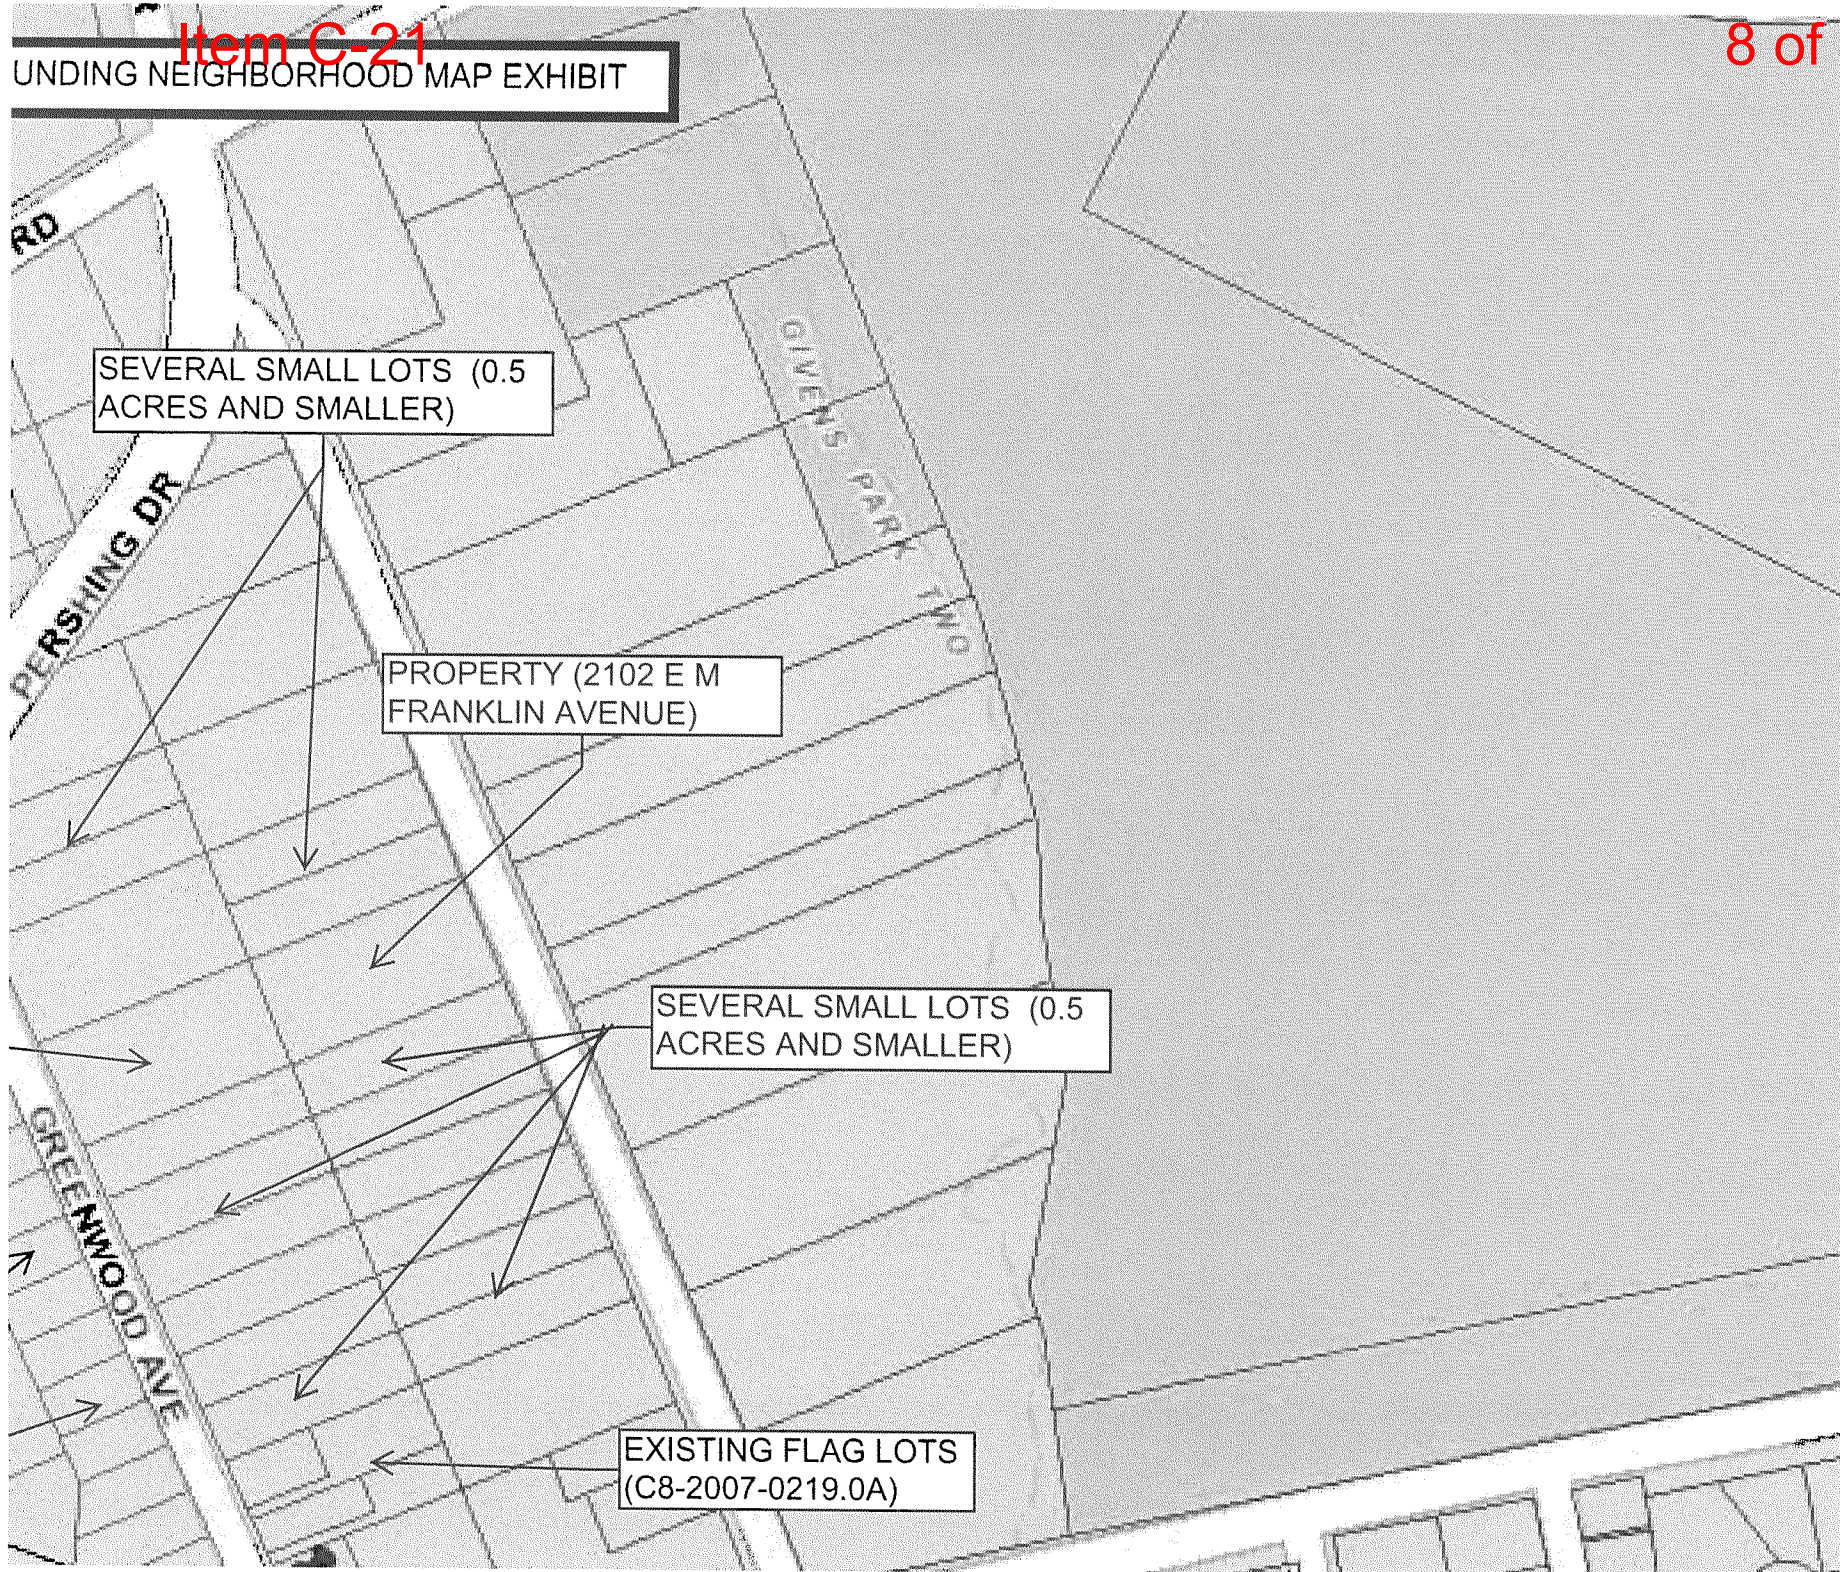 Item C-21
8 of
UNDING NEIGHBORHOOD MAP EXHIBIT
RD
SEVERAL SMALL LOTS (0.5
ACRES AND SMALLER)
GIVENS PARK TWO
PERSHING DR
PROPERTY (2102 E M
FRANKLIN AVENUE)
SEVERAL SMALL LOTS (0.5
ACRES AND SMALLER)
GREENWOOD AVE
EXISTING FLAG LOTS
(C8-2007-0219.0A)